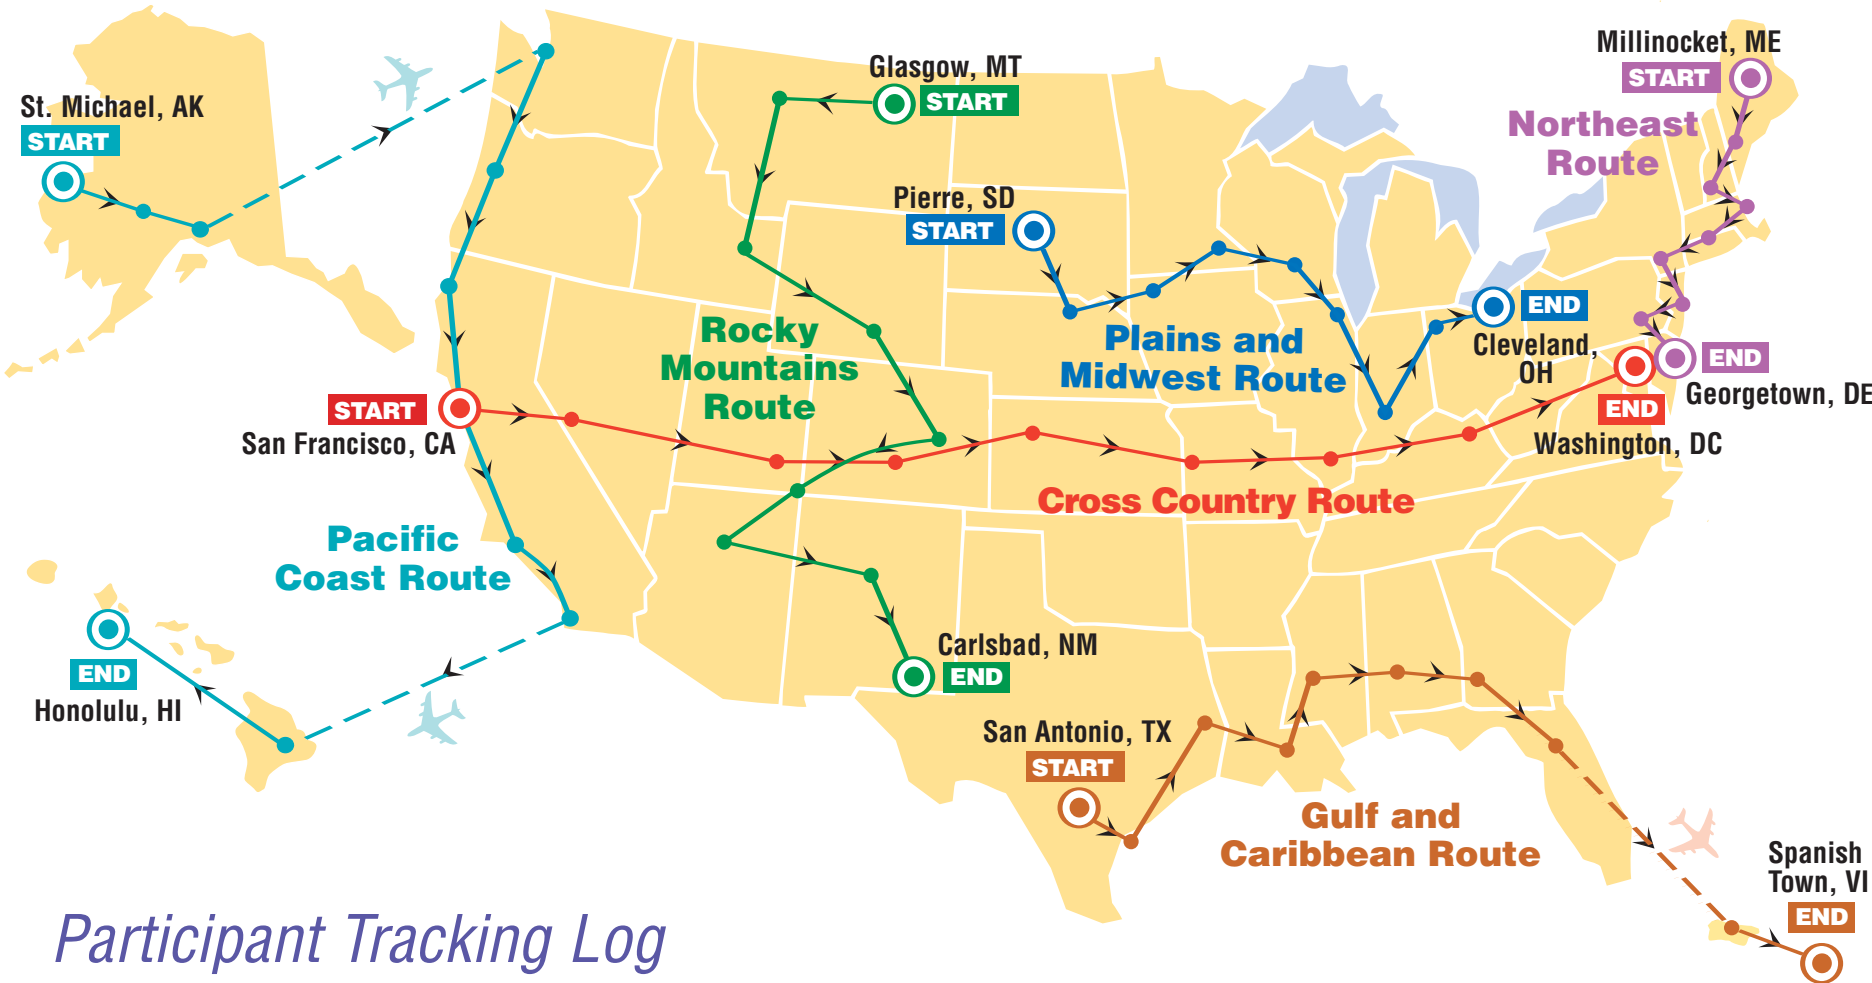 Millinocket, ME
START
Northeast
Route
Glasgow, MT
START
St. Michael, AK
START
Pierre, SD
START
END
Cleveland,
OH
Plains and
Midwest Route
Rocky
Mountains
Route
END
Georgetown, DE
END
Washington, DC
START
San Francisco, CA
Cross Country Route
Pacific
Coast Route
Carlsbad, NM
END
END
Honolulu, HI
San Antonio, TX
START
Gulf and
Caribbean Route
Spanish
Town, VI
END
Participant Tracking Log